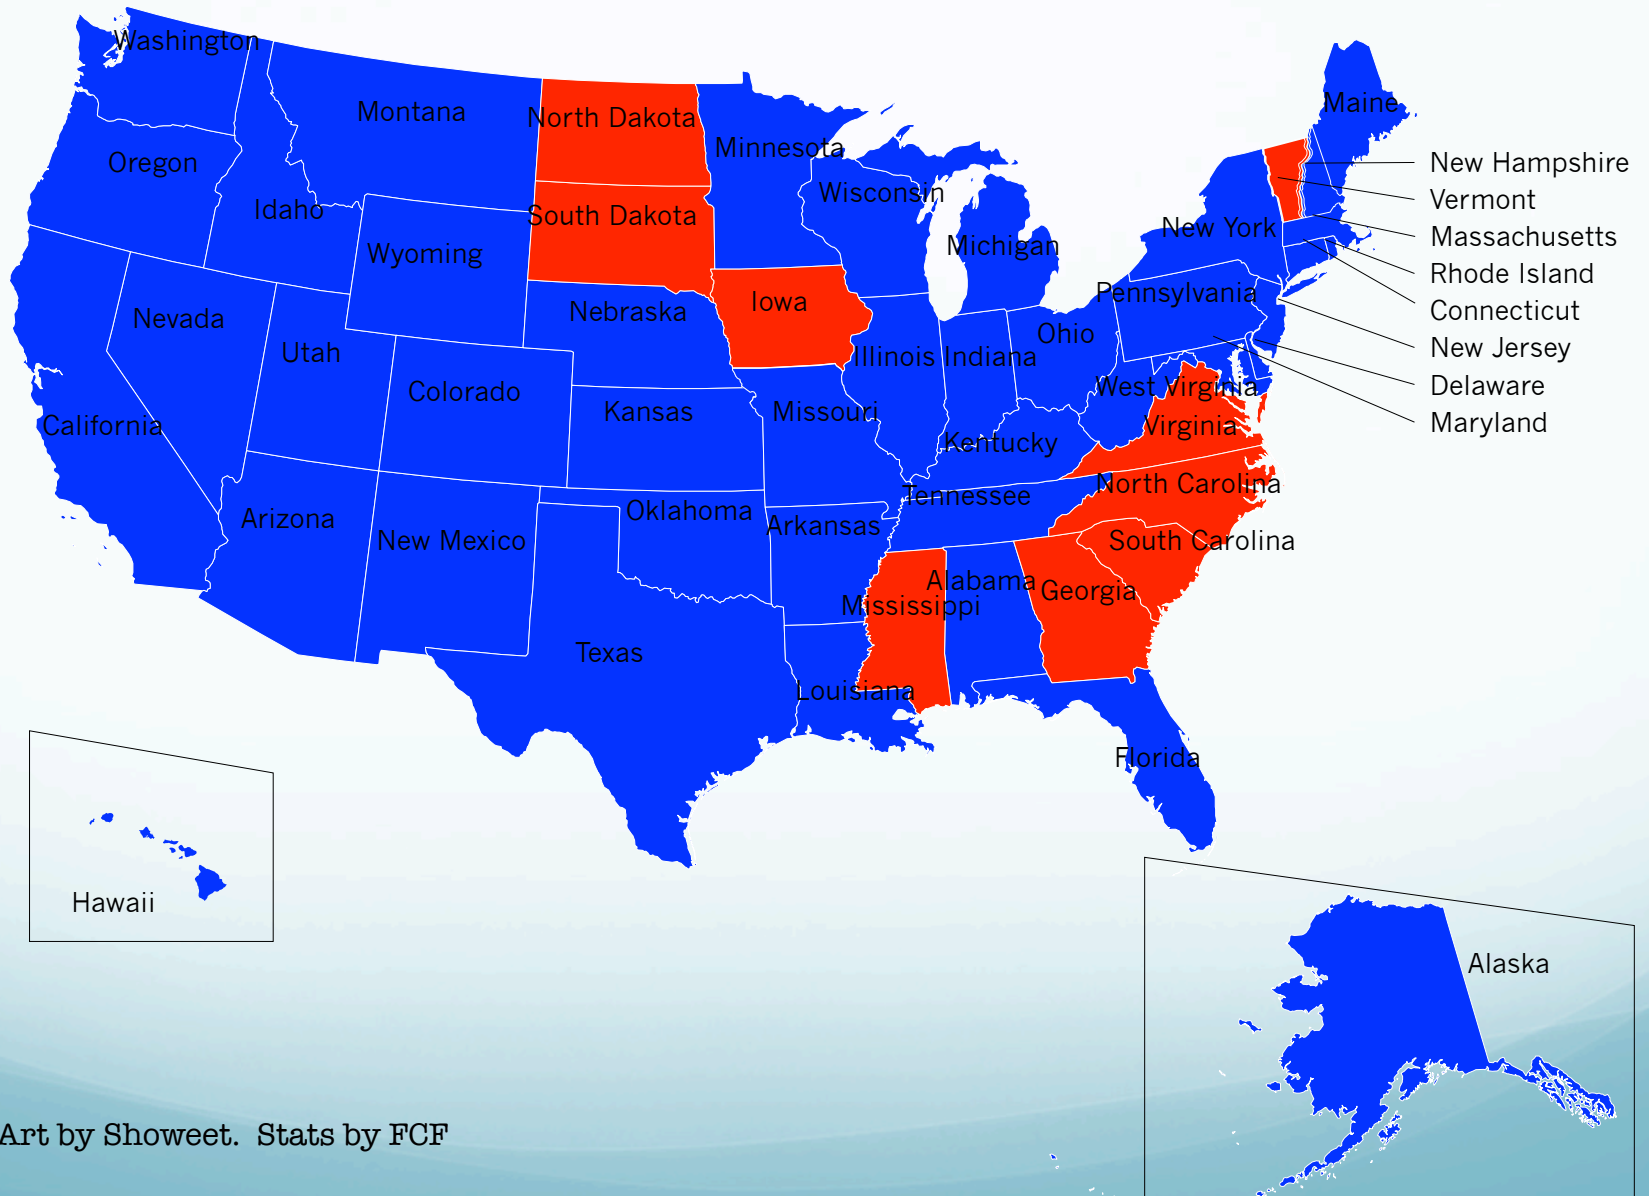 Washington
Montana
North Dakota
Minnesota
Maine
Oregon
Idaho
South Dakota
Wisconsin
New Hampshire
Vermont
Wyoming
Michigan
New York
Massachusetts
Rhode Island
Connecticut
Nevada
Nebraska
Iowa
Pennsylvania
New Jersey
Utah
Colorado
Illinois
Indiana
Ohio
Delaware
Maryland
California
Kansas
Missouri
Kentucky
West Virginia
Virginia
Arizona
New Mexico
Oklahoma
Arkansas
Tennessee
North Carolina
South Carolina
Texas
Louisiana
Mississippi
Alabama
Georgia
Florida
Hawaii
Alaska
Art by Showeet. Stats by FCF